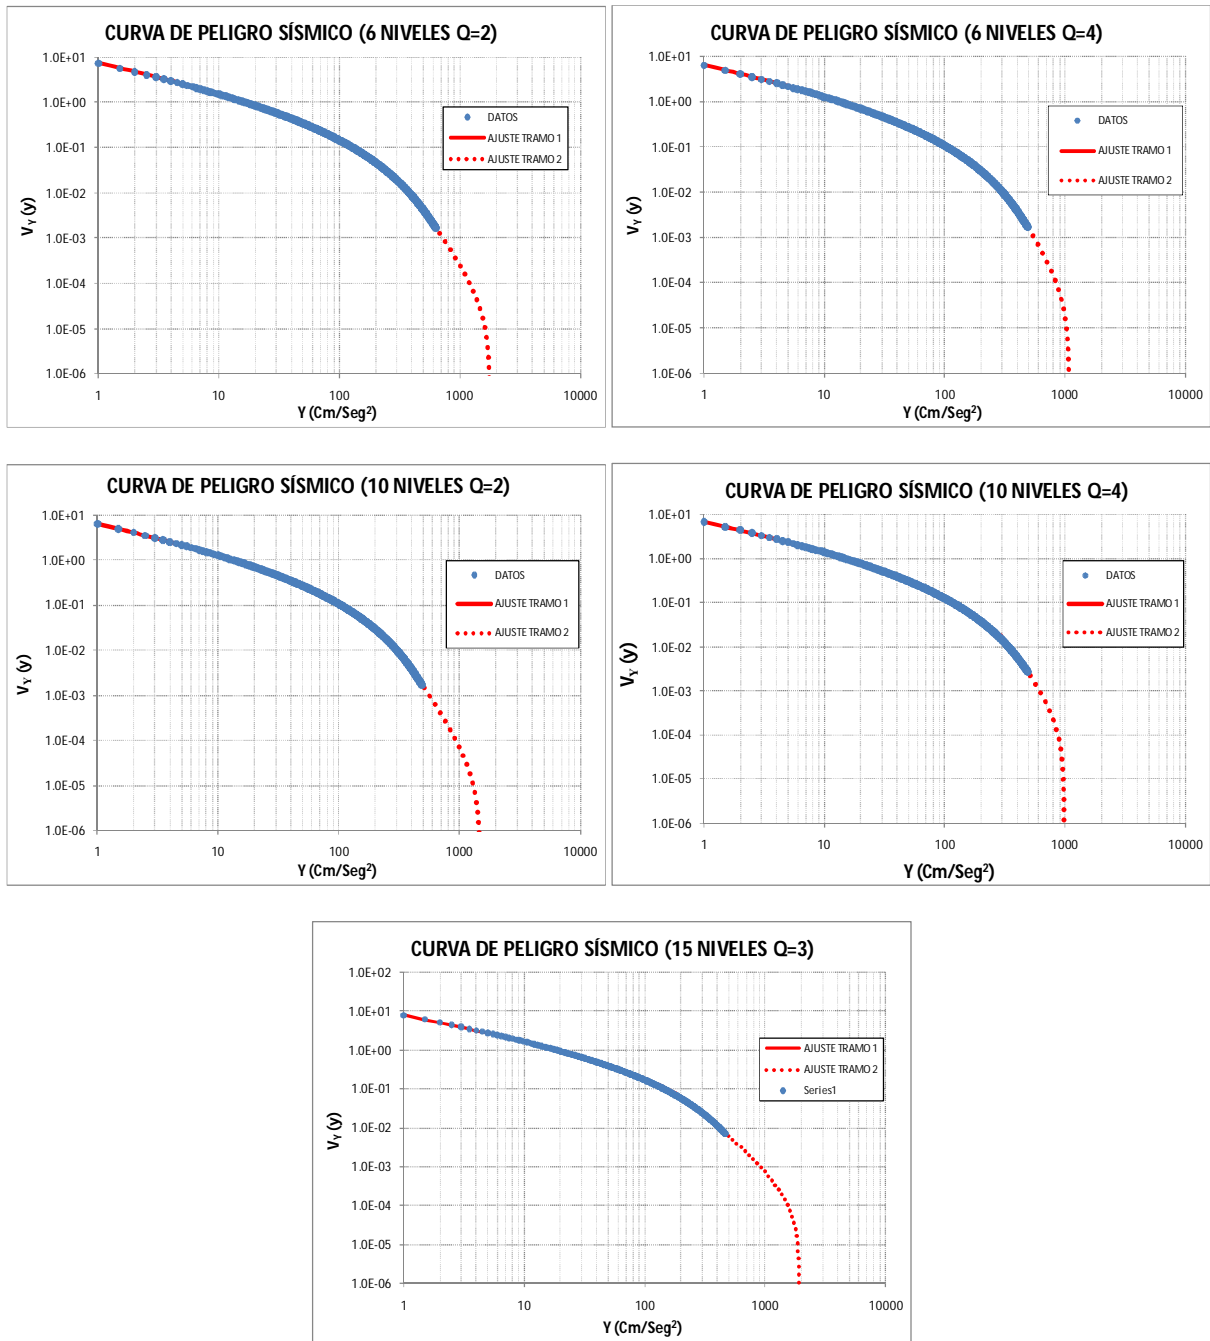 CURVA DE PELIGRO SÍSMICO (6 NIVELES Q=2)
1.0E+01
1.0E+00
1.0E-01
1.0E-02
1.0E-03
1.0E-04
1.0E-05
1.0E-06
VY (y)
DATOS
AJUSTE TRAMO 1
AJUSTE TRAMO 2
1 10 100 1000 10000
Y (Cm/Seg²)
CURVA DE PELIGRO SÍSMICO (6 NIVELES Q=4)
1.0E+01
1.0E+00
1.0E-01
1.0E-02
1.0E-03
1.0E-04
1.0E-05
1.0E-06
VY (y)
DATOS
AJUSTE TRAMO 1
AJUSTE TRAMO 2
1 10 100 1000 10000
Y (Cm/Seg²)
CURVA DE PELIGRO SÍSMICO (10 NIVELES Q=2)
1.0E+01
1.0E+00
1.0E-01
1.0E-02
1.0E-03
1.0E-04
1.0E-05
1.0E-06
VY (y)
DATOS
AJUSTE TRAMO 1
AJUSTE TRAMO 2
1 10 100 1000 10000
Y (Cm/Seg²)
CURVA DE PELIGRO SÍSMICO (10 NIVELES Q=4)
1.0E+01
1.0E+00
1.0E-01
1.0E-02
1.0E-03
1.0E-04
1.0E-05
1.0E-06
VY (y)
DATOS
AJUSTE TRAMO 1
AJUSTE TRAMO 2
1 10 100 1000 10000
Y (Cm/Seg²)
CURVA DE PELIGRO SÍSMICO (15 NIVELES Q=3)
1.0E+02
1.0E+01
1.0E+00
1.0E-01
1.0E-02
1.0E-03
1.0E-04
1.0E-05
1.0E-06
VY (y)
AJUSTE TRAMO 1
AJUSTE TRAMO 2
Series1
1 10 100 1000 10000
Y (Cm/Seg²)